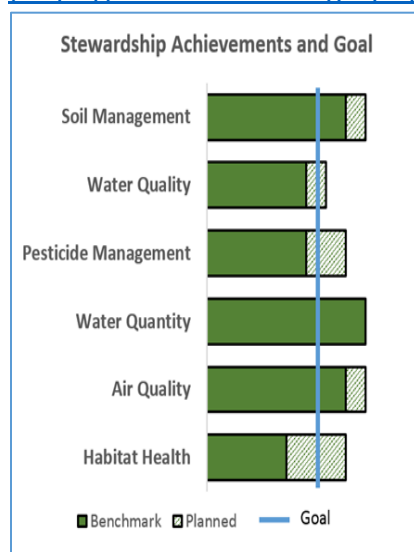 Stewardship Achievements and Goal
Soil Management
Water Quality
Pesticide Management
Water Quantity
Air Quality
Habitat Health
Benchmark Planned Goal